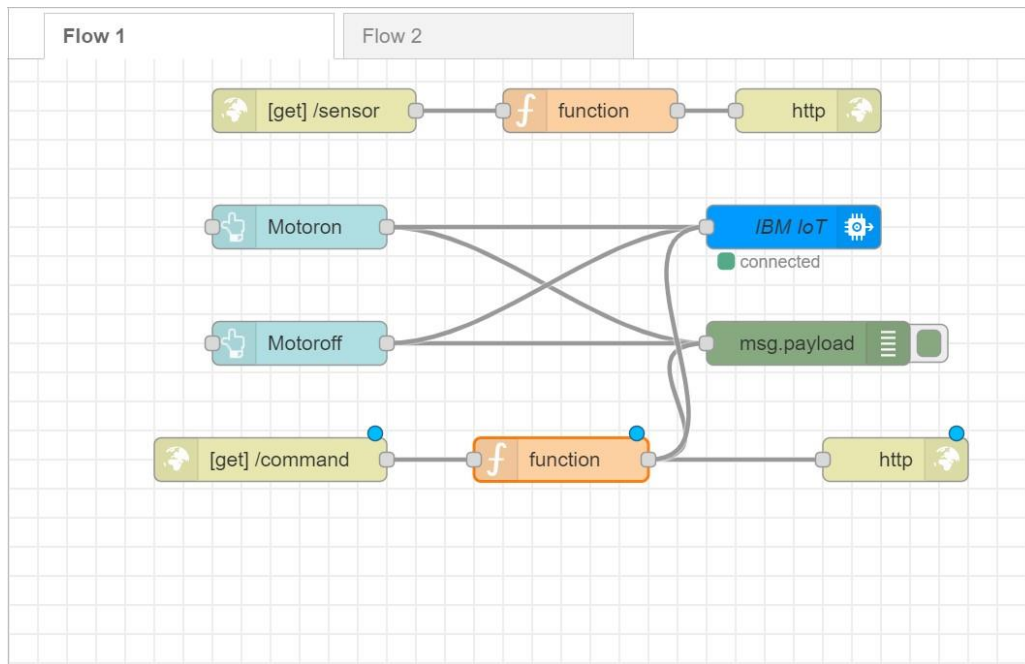 Flow 1
Flow 2
[get] /sensor
function
http
Motoron
IBM IoT
connected
Motoroff
msg.payload
[get] /command
function
http